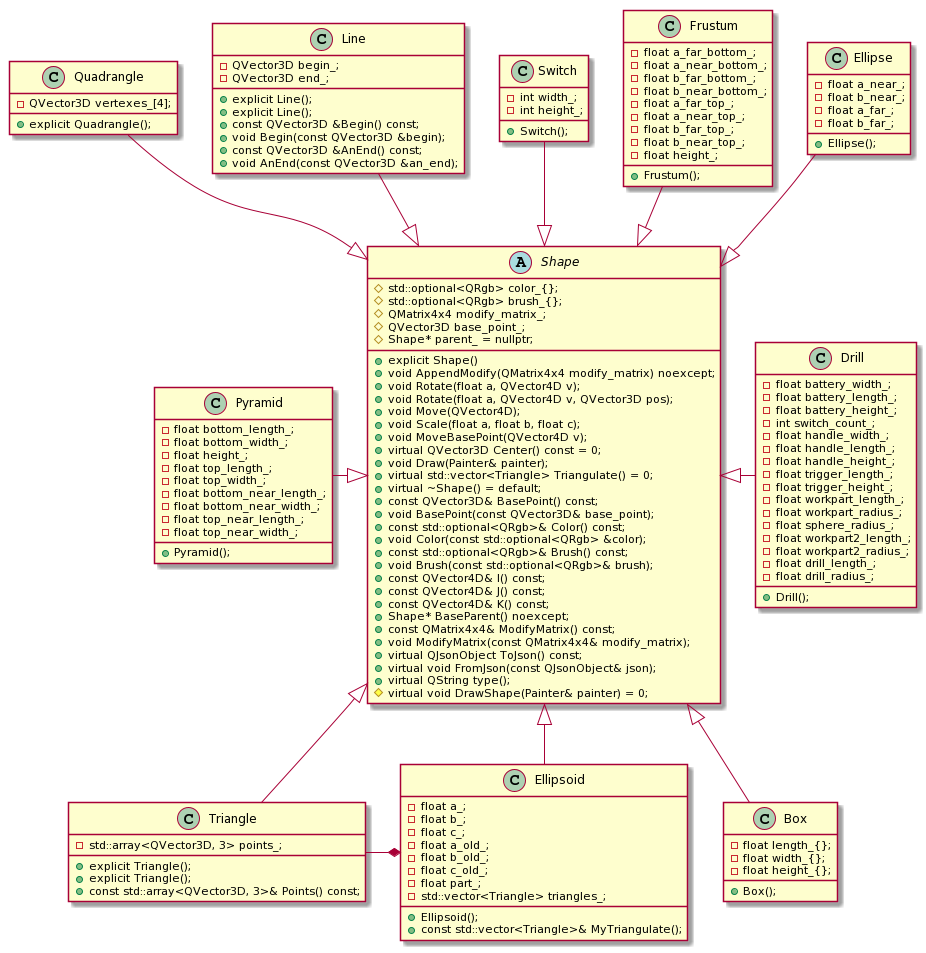 C Quadrangle
QVector3D vertexes_[4];
explicit Quadrangle();
C Line
QVector3D begin_;
QVector3D end_;
explicit Line();
explicit Line();
const QVector3D &Begin() const;
void Begin(const QVector3D &begin);
const QVector3D &AnEnd() const;
void AnEnd(const QVector3D &an_end);
C Switch
int width_;
int height_;
Switch();
C Frustum
float a_far_bottom_;
float a_near_bottom_;
float b_far_bottom_;
float b_near_bottom_;
float a_far_top_;
float a_near_top_;
float b_far_top_;
float b_near_top_;
float height_;
Frustum();
C Ellipse
float a_near_;
float b_near_;
float a_far_;
float b_far_;
Ellipse();
A Shape
std::optional<QRgb> color_{};
std::optional<QRgb> brush_{};
QMatrix4x4 modify_matrix_;
QVector3D base_point_;
Shape* parent_ = nullptr;
explicit Shape()
void AppendModify(QMatrix4x4 modify_matrix) noexcept;
void Rotate(float a, QVector4D v);
void Rotate(float a, QVector4D v, QVector3D pos);
void Move(QVector4D);
void Scale(float a, float b, float c);
void MoveBasePoint(QVector4D v);
virtual QVector3D Center() const = 0;
void Draw(Painter& painter);
virtual std::vector<Triangle> Triangulate() = 0;
virtual ~Shape() = default;
const QVector3D& BasePoint() const;
void BasePoint(const QVector3D& base_point);
const std::optional<QRgb>& Color() const;
void Color(const std::optional<QRgb> &color);
const std::optional<QRgb>& Brush() const;
void Brush(const std::optional<QRgb>& brush);
const QVector4D& I() const;
const QVector4D& J() const;
const QVector4D& K() const;
Shape* BaseParent() noexcept;
const QMatrix4x4& ModifyMatrix() const;
void ModifyMatrix(const QMatrix4x4& modify_matrix);
virtual QJsonObject ToJson() const;
virtual void FromJson(const QJsonObject& json);
virtual QString type();
virtual void DrawShape(Painter& painter) = 0;
C Pyramid
float bottom_length_;
float bottom_width_;
float height_;
float top_length_;
float top_width_;
float bottom_near_length_;
float bottom_near_width_;
float top_near_length_;
float top_near_width_;
Pyramid();
C Drill
float battery_width_;
float battery_length_;
float battery_height_;
int switch_count_;
float handle_width_;
float handle_length_;
float handle_height_;
float trigger_length_;
float trigger_height_;
float workpart_length_;
float workpart_radius_;
float sphere_radius_;
float workpart2_length_;
float workpart2_radius_;
float drill_length_;
float drill_radius_;
Drill();
C Triangle
std::array<QVector3D, 3> points_;
explicit Triangle();
explicit Triangle();
const std::array<QVector3D, 3>& Points() const;
C Ellipsoid
float a_;
float b_;
float c_;
float a_old_;
float b_old_;
float c_old_;
float part_;
std::vector<Triangle> triangles_;
Ellipsoid();
const std::vector<Triangle>& MyTriangulate();
C Box
float length_{};
float width_{};
float height_{};
Box();